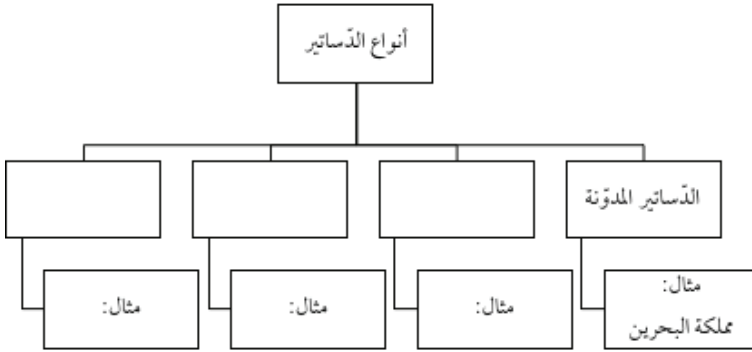 أنواع الدّساتير
الدّساتير المدوّنة
مثال:
مملكة البحرين
مثال:
مثال:
مثال: